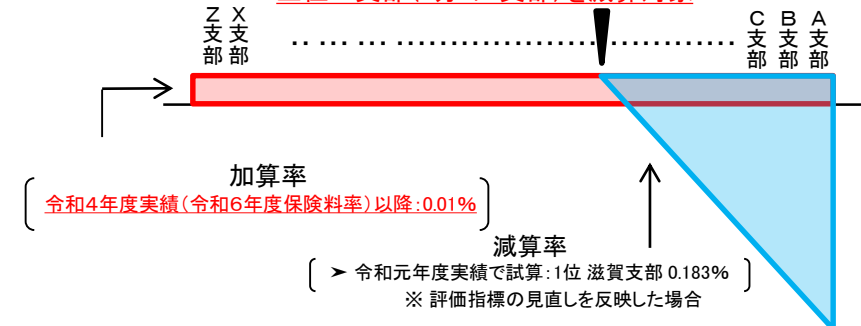 Z支部
X支部
‥ … … ………………………………
C支部
B支部
A支部
加算率
令和4年度実績(令和6年度保険料率)以降:0.01%
減算率
➤ 令和元年度実績で試算:1位 滋賀支部 0.183%
※ 評価指標の見直しを反映した場合